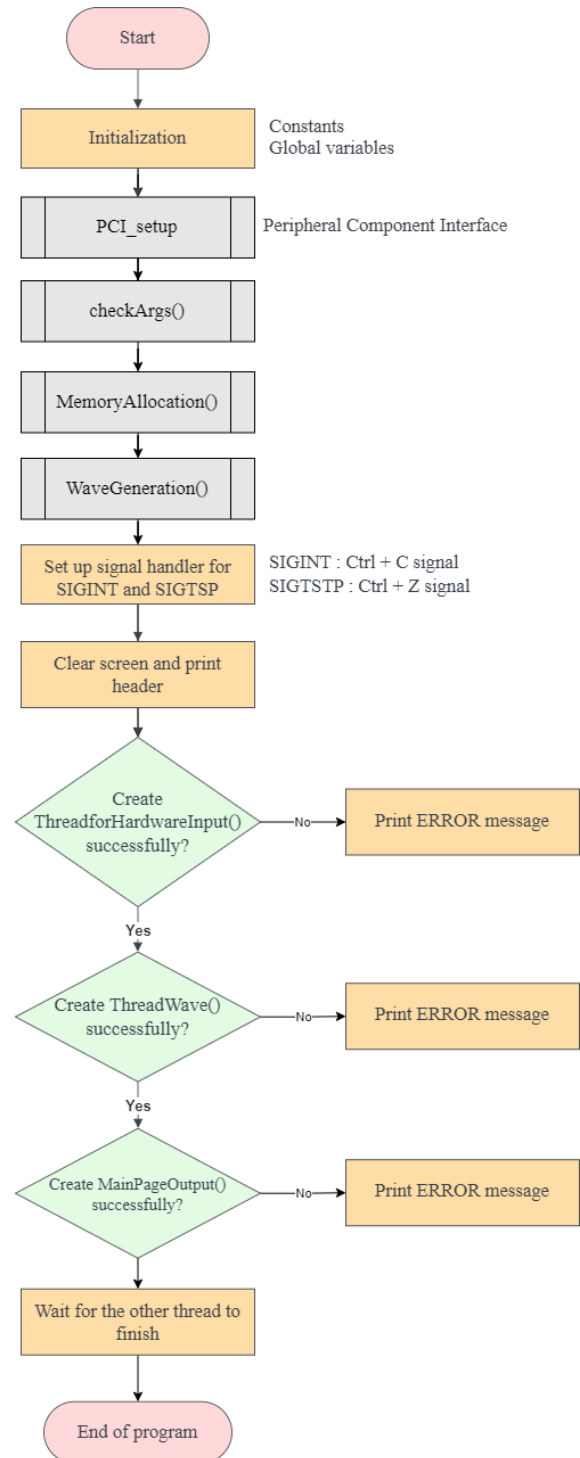 Start
Initialization
Constants
Global variables
PCI_setup
Peripheral Component Interface
checkArgs()
MemoryAllocation()
WaveGeneration()
Set up signal handler for
SIGINT and SIGTSP
SIGINT : Ctrl + C signal
SIGTSTP : Ctrl + Z signal
Clear screen and print
header
Create
ThreadforHardwareInput()
successfully?
No
Print ERROR message
Yes
Create ThreadWave()
successfully?
No
Print ERROR message
Yes
Create MainPageOutput()
successfully?
No
Print ERROR message
Wait for the other thread to
finish
End of program